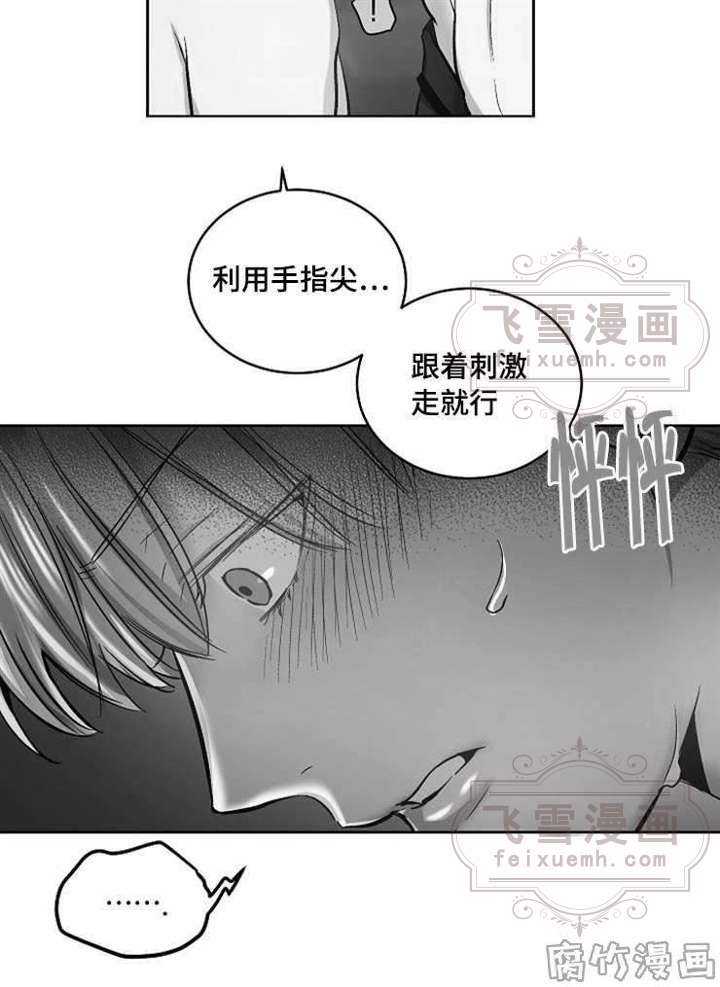 !
利用手指尖...
跟着刺激
走就行
怦怦
飞雪漫画
feixuemh.com
…….
飞雪漫画
feixuemh.com
腐竹漫画